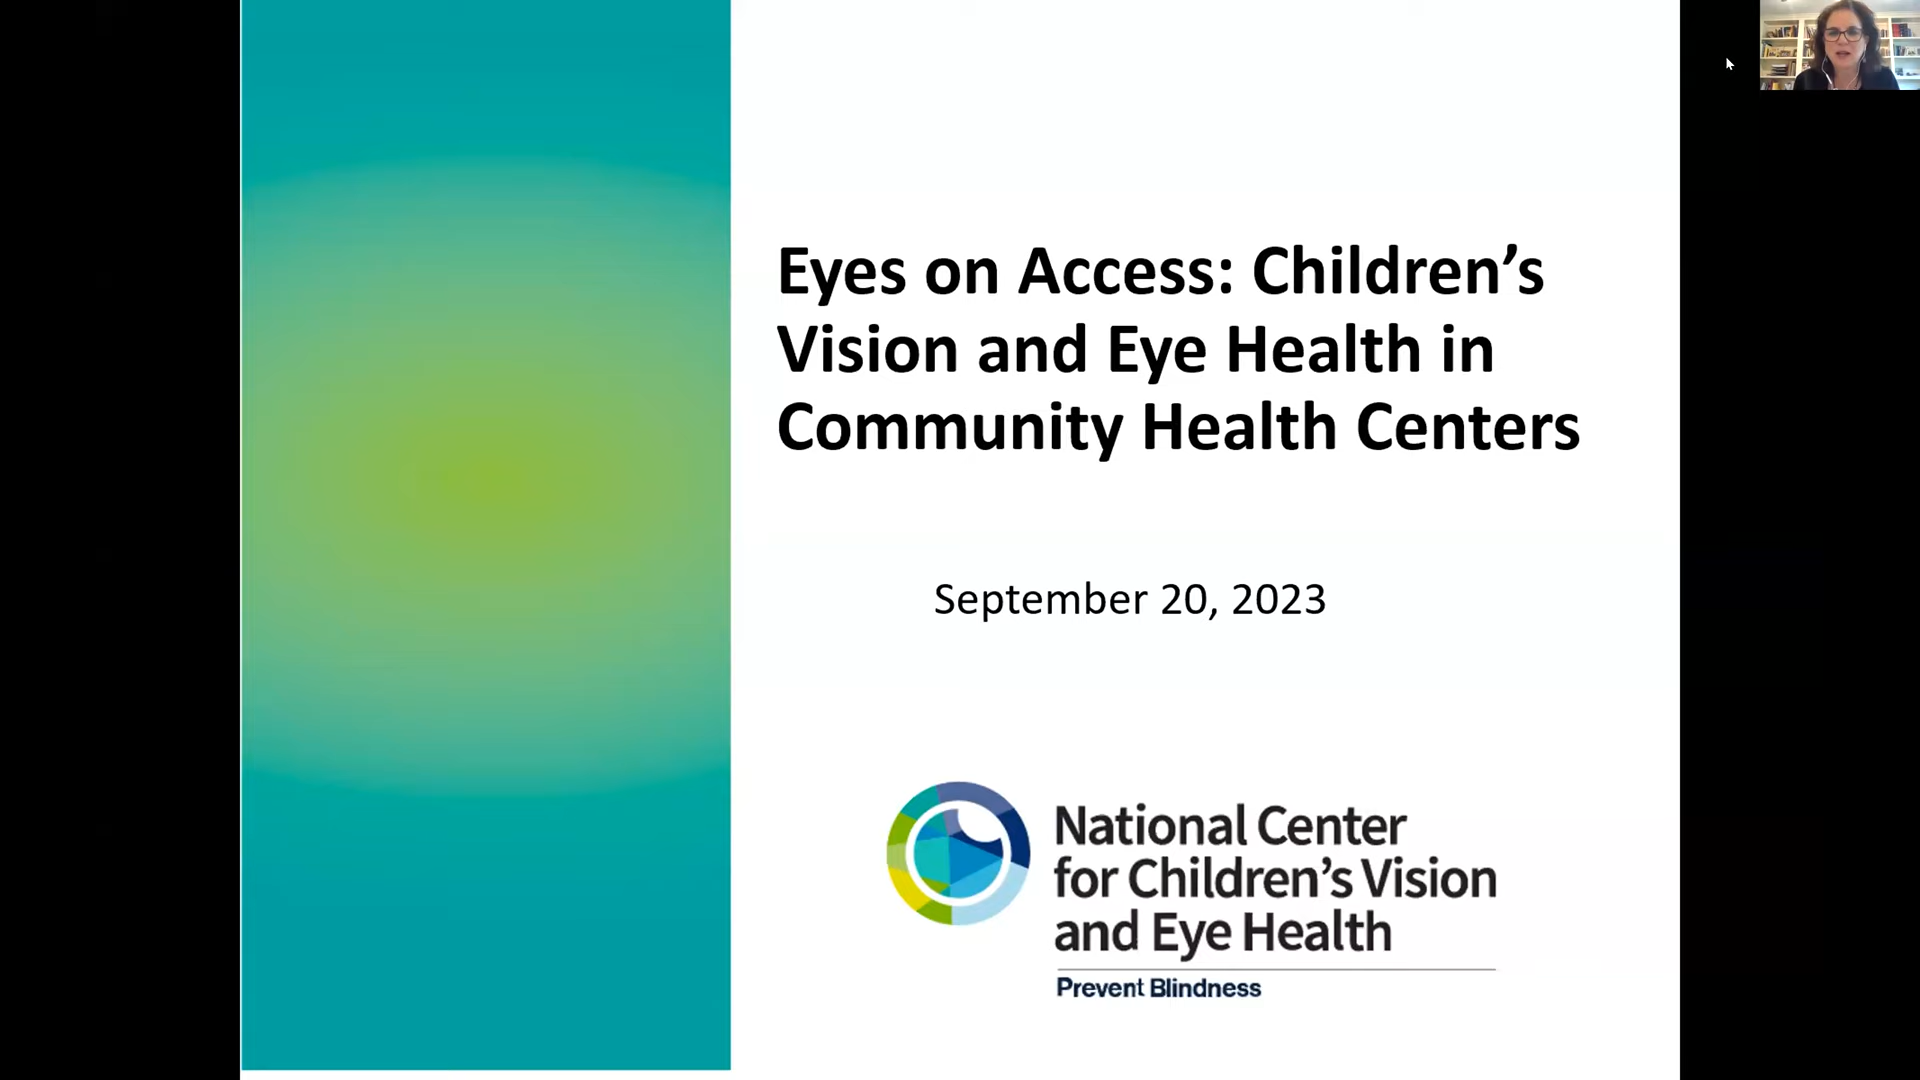 Eyes on Access: Children’s
Vision and Eye Health in
Community Health Centers
September 20, 2023
National Center
for Children’s Vision
and Eye Health
Prevent Blindness